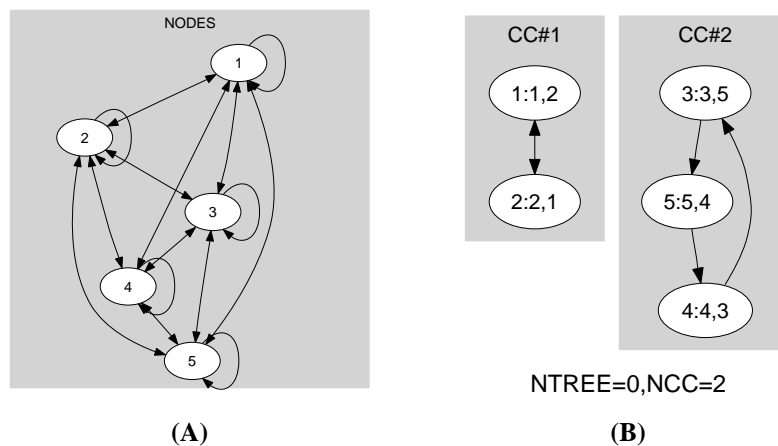 NODES
1
2
3
4
5
(A)
CC#1
1:1,2
2:2,1
CC#2
3:3,5
5:5,4
4:4,3
NTREE=0,NCC=2
(B)